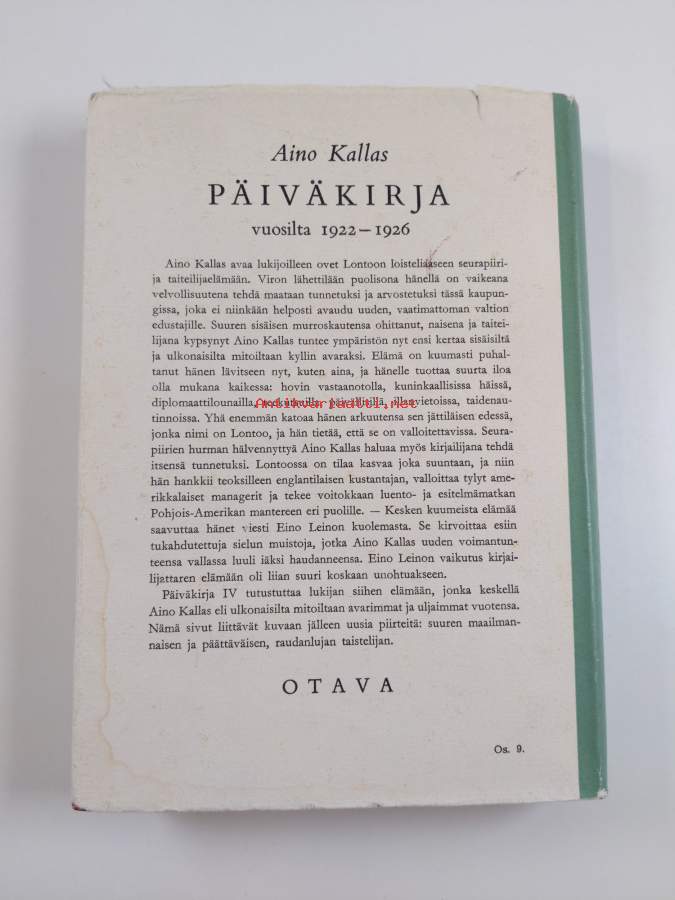 Aino Kallas
PÄIVÄKIRJA
vuosilta 1922–1926
Aino Kallas avaa lukijoilleen ovet Lontoon loisteliaaseen seurapiiri-
ja taiteilijaelämään. Viron lähettilään puolisona hänellä on vaikeana
velvollisuutena tehdä maataan tunnetuksi ja arvostetuksi tässä kaupun-
gissa, joka ei niinkään helposti avaudu uuden, vaatimattoman valtion
edustajille. Suuren sisäisen murroskautensa ohittanut, naisena ja taitei-
lijana kypsynyt Aino Kallas tuntee ympäristön nyt ensi kertaa sisäisiltä
ja ulkonaisilta mitoiltaan kyllin avaraksi. Elämä on kuumasti puhal-
tanut hänen lävitseen nyt, kuten aina, ja hänelle tuottaa suurta iloa
olla mukana kaikessa: hovin vastaanotolla, kuninkaallisissa häissä,
diplomaattilounailla, teekutsuilla, päivällisillä, illanvietoissa, taidenau-
Antikvariaatti.net
tinnoissa. Yhä enemmän katoaa hänen arkuutensa sen jättiläisen edessä,
jonka nimi on Lontoo, ja hän tietää, että se on valloitettavissa. Seura-
piirien hurman hälvennyttyä Aino Kallas haluaa myös kirjailijana tehdä
itsensä tunnetuksi. Lontoossa on tilaa kasvaa joka suuntaan, ja niin
hän hankkii teoksilleen englantilaisen kustantajan, valloittaa tylyt ame-
rikkalaiset managerit ja tekee voitokkaan luento- ja esitelmämatkan
Pohjois-Amerikan mantereen eri puolille. — Kesken kuumeista elämää
saavuttaa hänet viesti Eino Leinon kuolemasta. Se kirvoittaa esiin
tukahdutettuja sielun muistoja, jotka Aino Kallas uuden voimantun-
teensa vallassa luuli iäksi haudanneensa. Eino Leinon vaikutus kirjai-
lijattaren elämään oli liian suuri koskaan unohtuakseen.
Päiväkirja IV tutustuttaa lukijan siihen elämään, jonka keskellä
Aino Kallas eli ulkonaisilta mitoiltaan avarimmat ja uljaimmat vuotensa.
Nämä sivut liittävät kuvaan jälleen uusia piirteitä: suuren maailman-
naisen ja päättäväisen, raudanlujan taistelijan.
OTAVA
Os. 9.